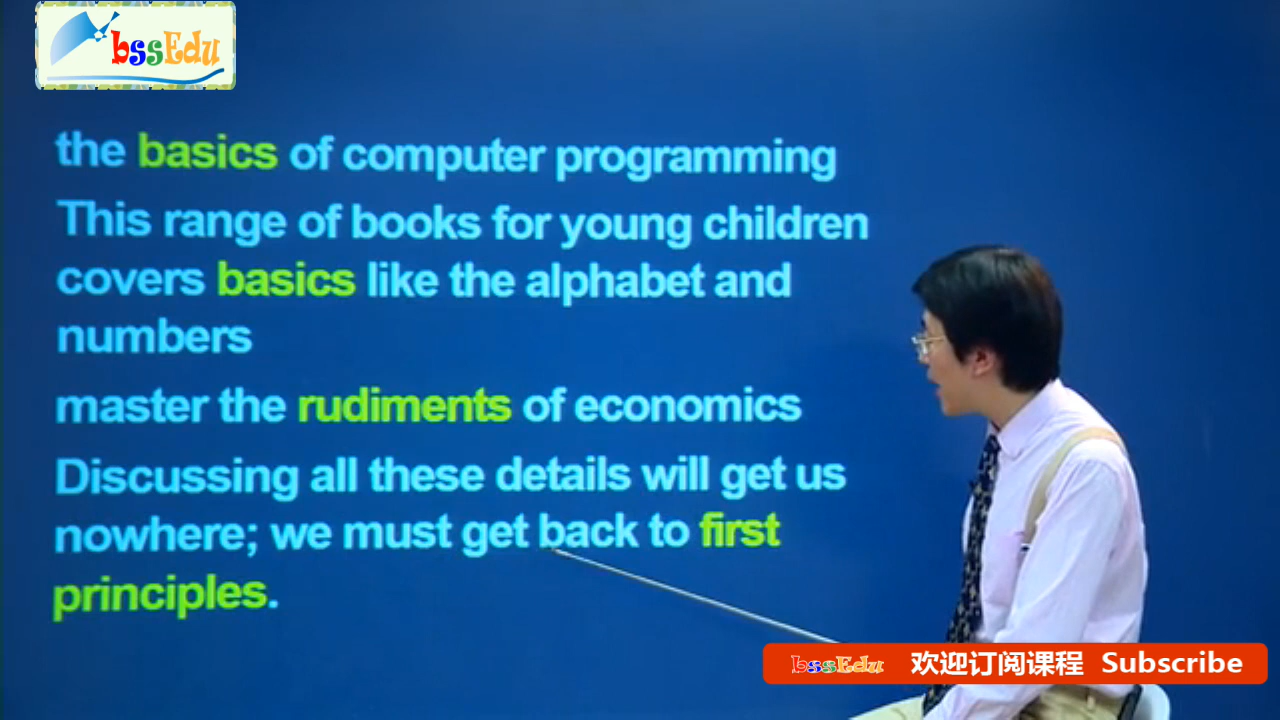 bssEdu
the basics of computer programming
This range of books for young children
covers basics like the alphabet and
numbers
master the rudiments of economics
Discussing all these details will get us
nowhere; we must get back to first
principles.
bssEdu 欢迎订阅课程 Subscribe